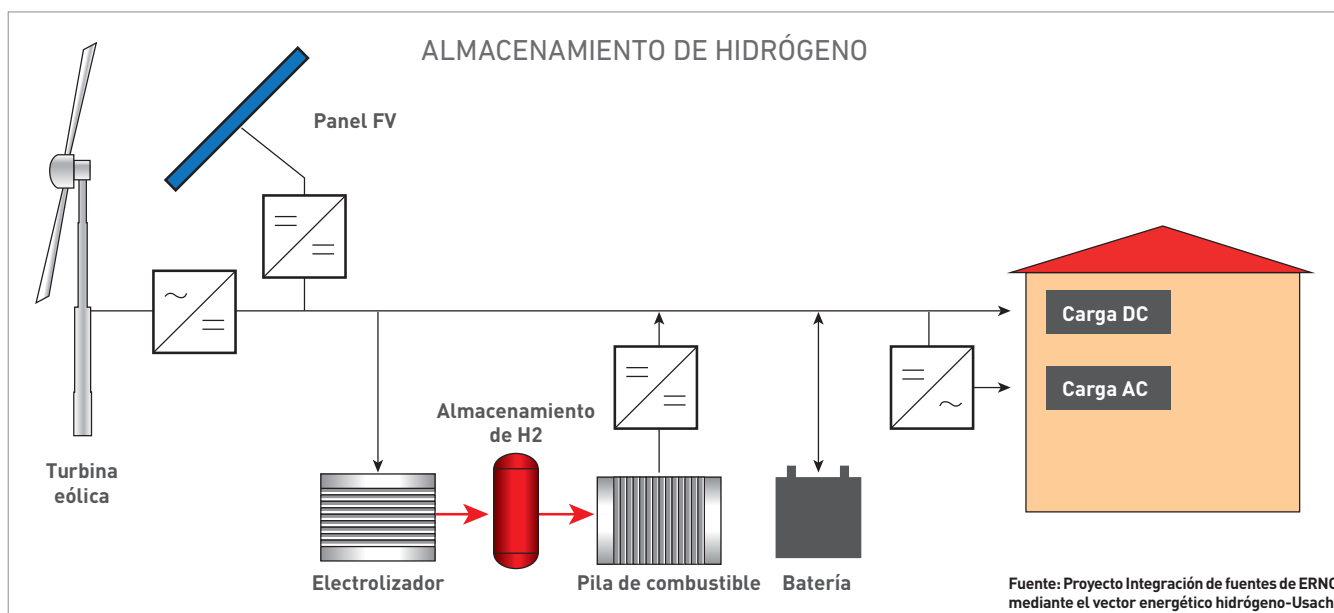 ALMACENAMIENTO DE HIDRÓGENO
Panel FV
Carga DC
Carga AC
Almacenamiento
de H2
Turbina
eólica
Electrolizador
Pila de combustible
Batería
Fuente: Proyecto Integración de fuentes de ERNC
mediante el vector energético hidrógeno-Usach